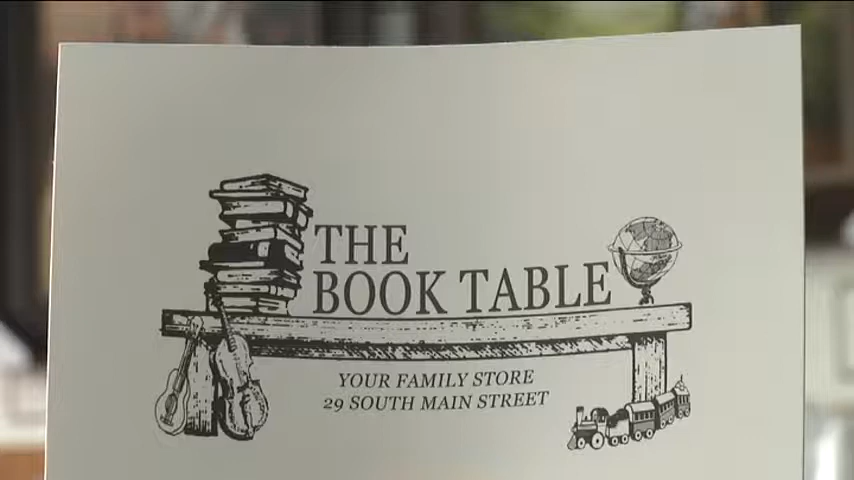 THE
BOOK TABLE
YOUR FAMILY STORE
29 SOUTH MAIN STREET